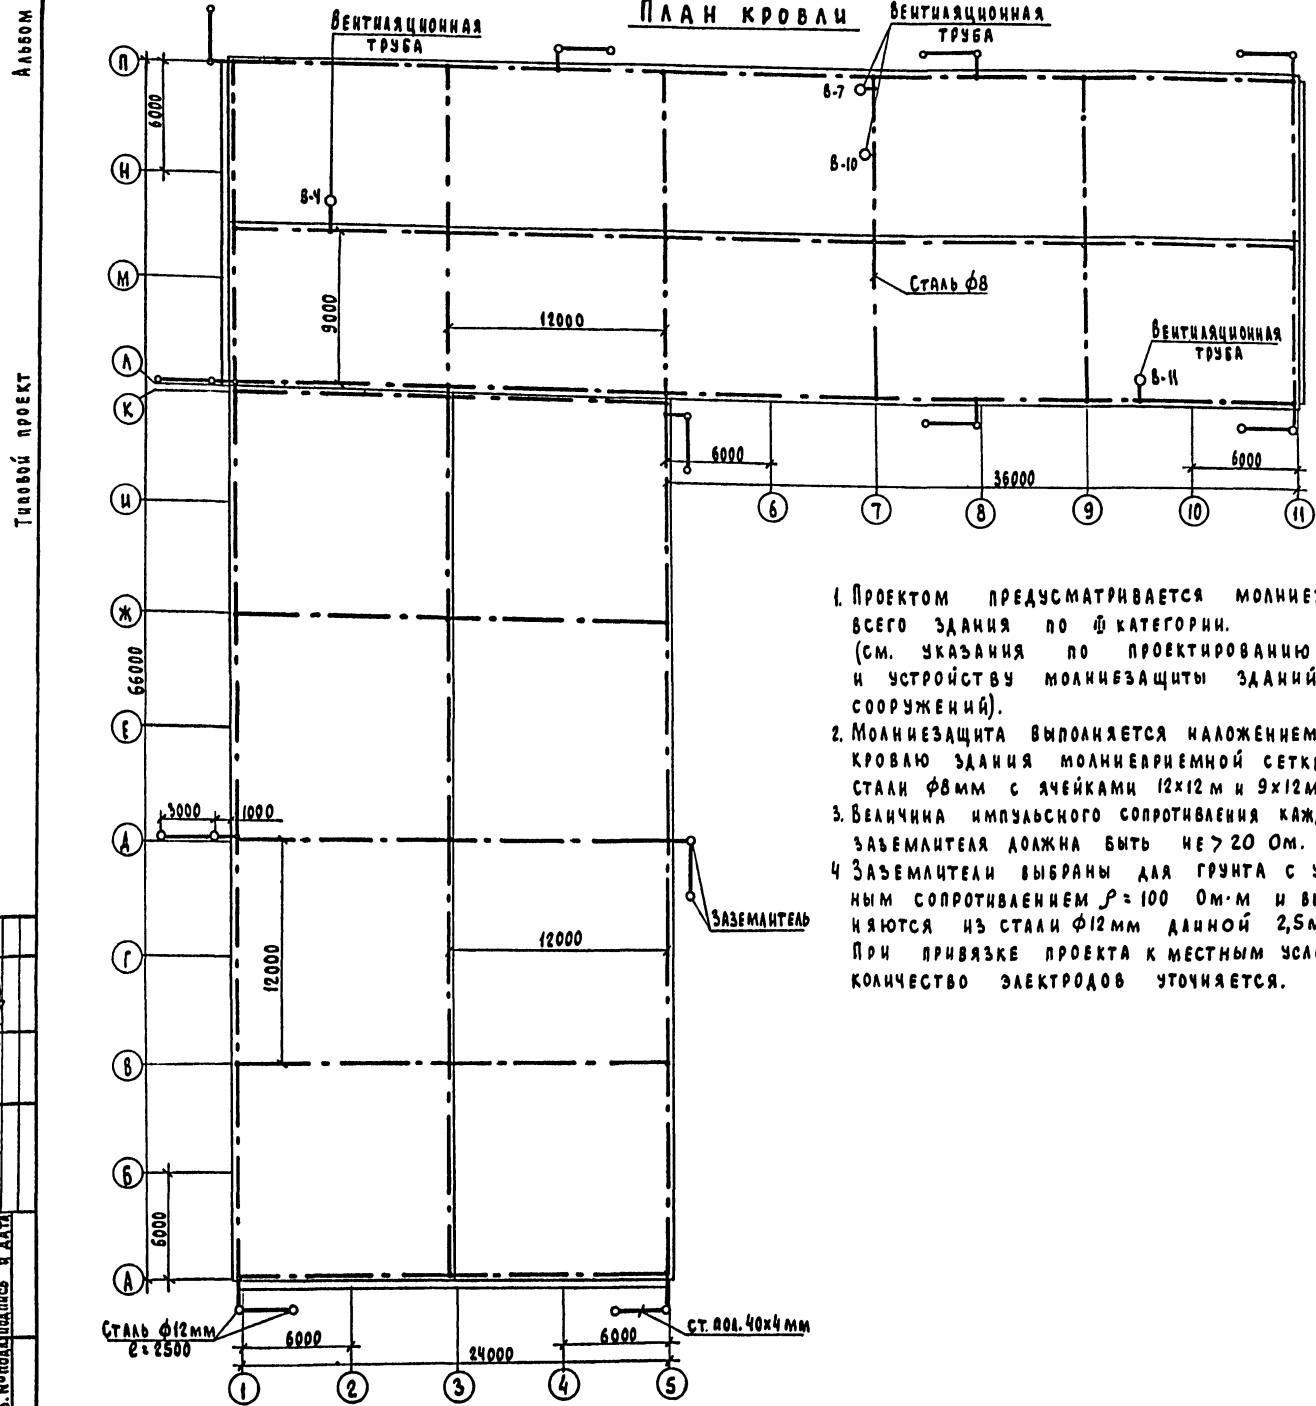 Альбом
Типовой проект
План кровли
Вентиляционная
труба
Вентиляционная
труба
В-7
В-10
В-4
Сталь ф8
Вентиляционная
труба
В-11
П
Н
М
Л
К
И
Ж
Е
Д
Г
В
Б
А
6000
9000
12000
6000
36000
6000
6 7 8 9 10 11
66000
3000 1000
12000
12000
Заземлитель
6000
Сталь ф12мм
ℓ=2500
ст. пол. 40х4мм
6000
6000
24000
1 2 3 4 5
1. Проектом предусматривается
всего здания по III категории.
(см. указания по проектированию
и устройству молниезащиты зданий
сооружений).
2. Молниезащита выполняется наложением
кровлю здания молниеприемной
стали ф8мм с ячейками 12х12м и 9х12м
3. Величина импульсного сопротивления
заземлителя должна быть не > 20 Ом.
4 Заземлители выбраны для грунта с
ным сопротивлением ρ=100 Ом·м и
няются из стали ф12мм длиной 2,5м
При привязке проекта к местным
количество электродов уточняется.